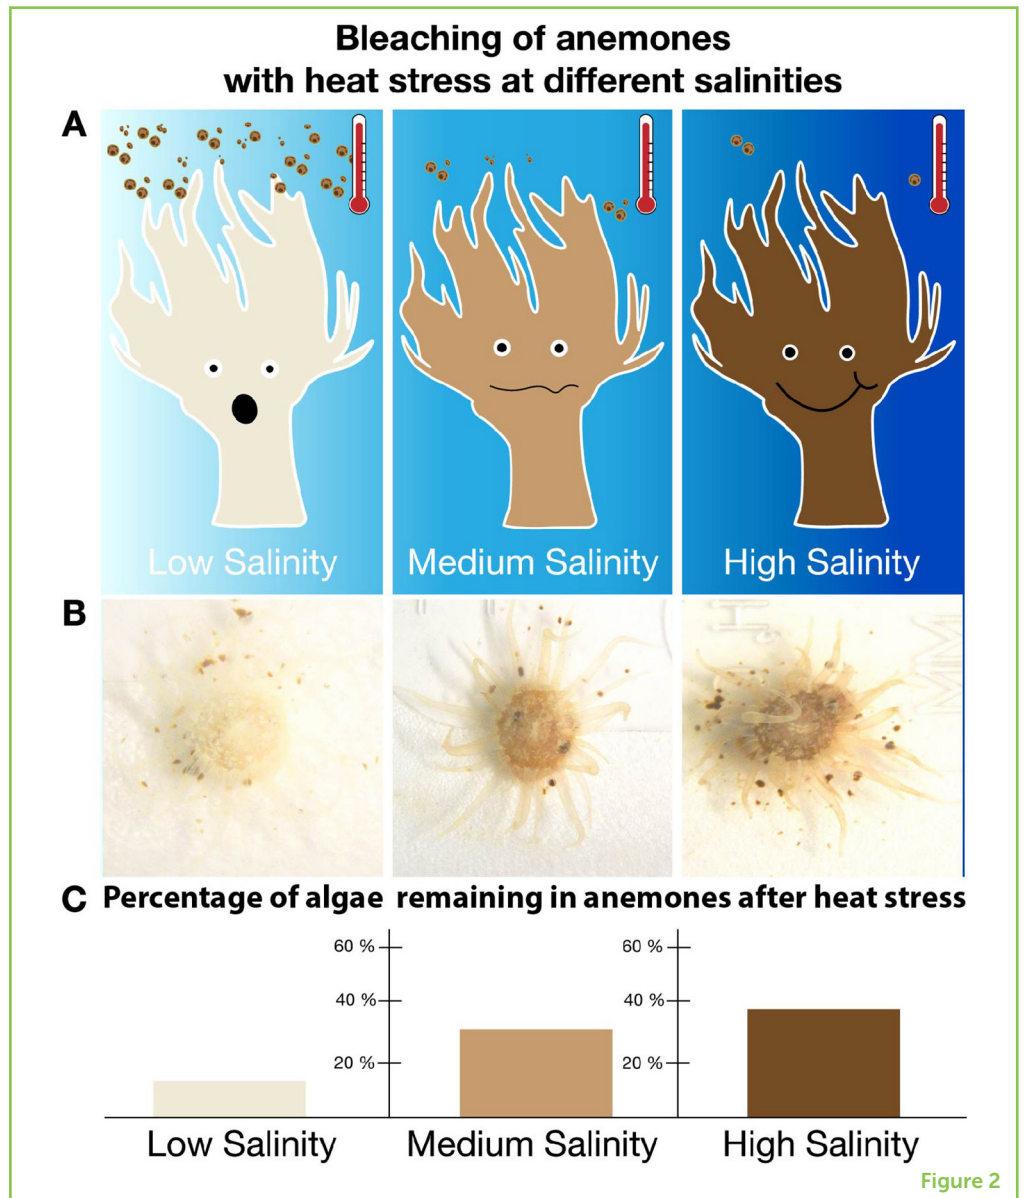 Bleaching of anemones
with heat stress at different salinities
A
Low Salinity
Medium Salinity
High Salinity
B
C Percentage of algae remaining in anemones after heat stress
60 %
40 %
20 %
60 %
40 %
20 %
Low Salinity
Medium Salinity
High Salinity
Figure 2